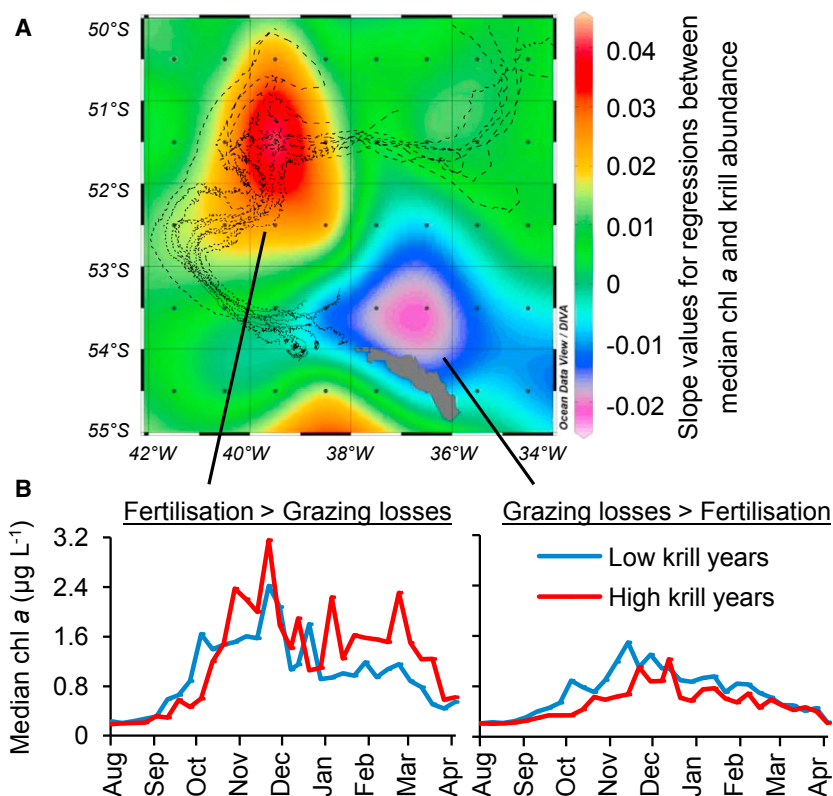 A
50°S
51°S
52°S
53°S
54°S
55°S
42°W 40°W 38°W 36°W 34°W
Ocean Data View / DIVA
0.04
0.03
0.02
0.01
0
-0.01
-0.02
Slope values for regressions between
median chl a and krill abundance
B
Fertilisation > Grazing losses
Grazing losses > Fertilisation
Median chl a (µg L-1)
3.2
2.4
1.6
0.8
0
Low krill years
High krill years
Aug Sep Oct Nov Dec Jan Feb Mar Apr
Aug Sep Oct Nov Dec Jan Feb Mar Apr